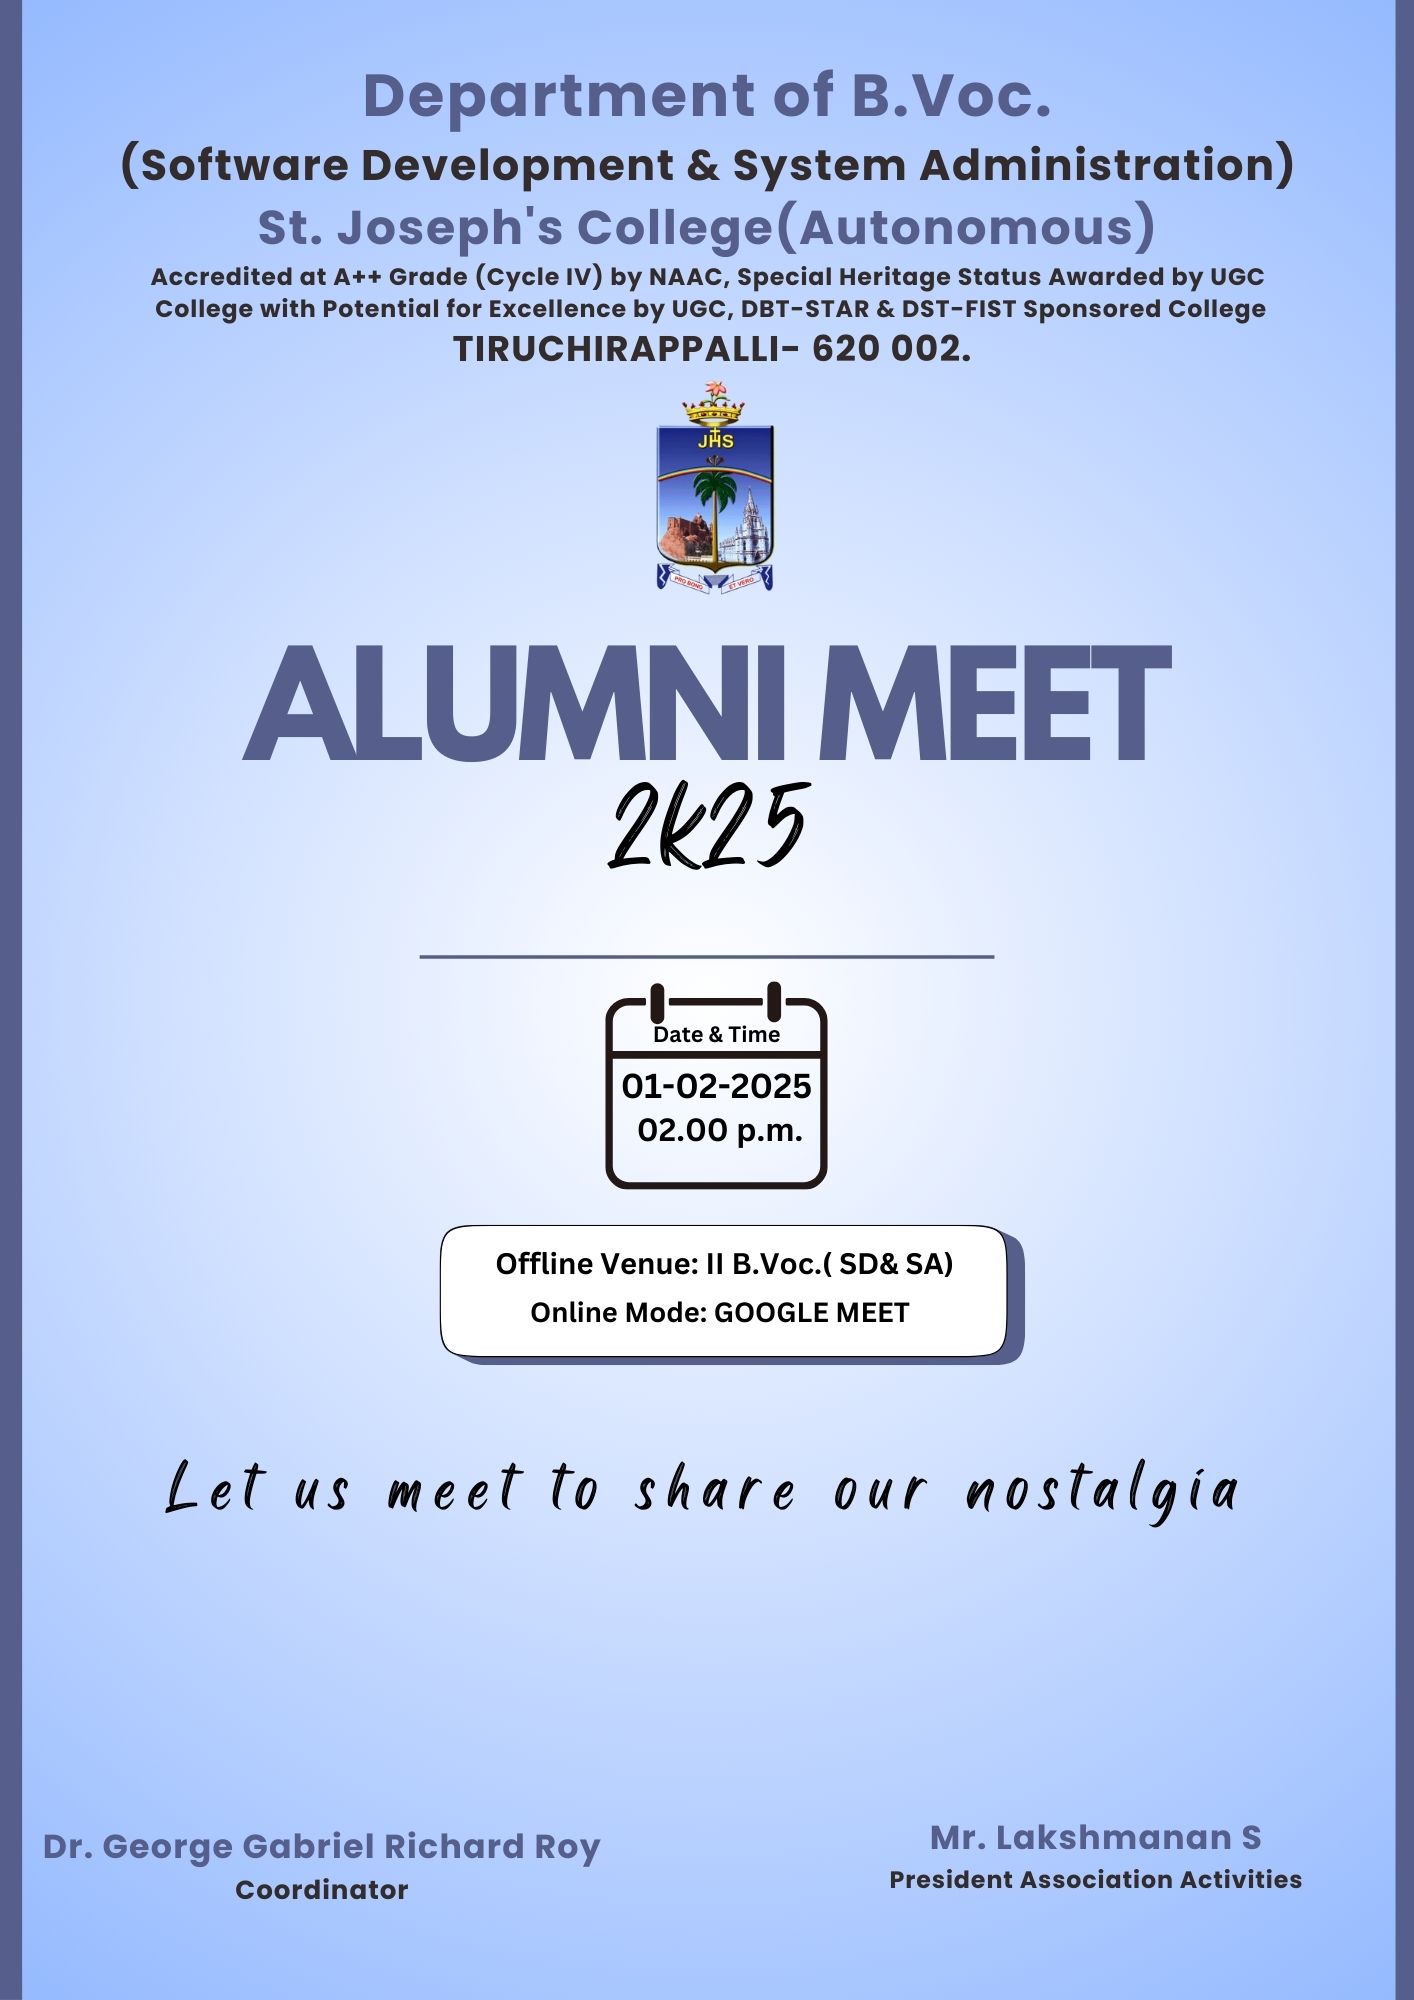 Department of B.Voc.
(Software Development & System Administration)
St. Joseph's College(Autonomous)
Accredited at A++ Grade (Cycle IV) by NAAC, Special Heritage Status Awarded by UGC
College with Potential for Excellence by UGC, DBT-STAR & DST-FIST Sponsored College
TIRUCHIRAPPALLI- 620 002.
JHS
PRO BONO ET VERO
ALUMNI MEET
2k25
Date & Time
01-02-2025
02.00 p.m.
Offline Venue: II B.Voc.( SD& SA)
Online Mode: GOOGLE MEET
Let us meet to share our nostalgia
Dr. George Gabriel Richard Roy
Coordinator
Mr. Lakshmanan S
President Association Activities